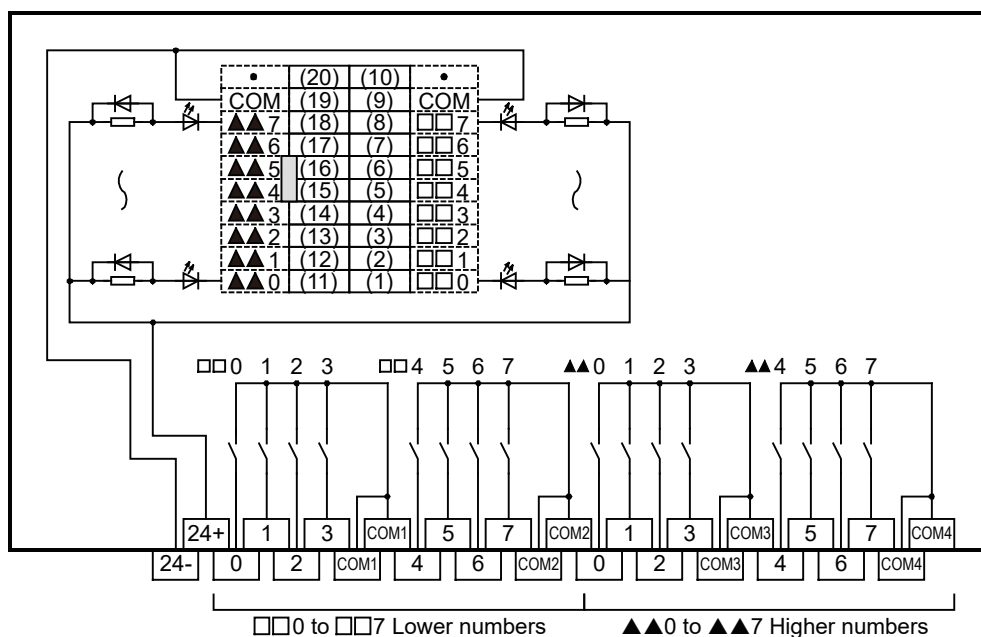 • (20) (10) •
COM (19) (9) COM
▲▲7 (18) (8) □□7
▲▲6 (17) (7) □□6
▲▲5 (16) (6) □□5
▲▲4 (15) (5) □□4
▲▲3 (14) (4) □□3
▲▲2 (13) (3) □□2
▲▲1 (12) (2) □□1
▲▲0 (11) (1) □□0
□□0 1 2 3 □□4 5 6 7 ▲▲0 1 2 3 ▲▲4 5 6 7
24+ 1 3 COM1 5 7 COM2 1 3 COM3 5 7 COM4
24- 0 2 COM1 4 6 COM2 0 2 COM3 4 6 COM4
□□0 to □□7 Lower numbers ▲▲0 to ▲▲7 Higher numbers